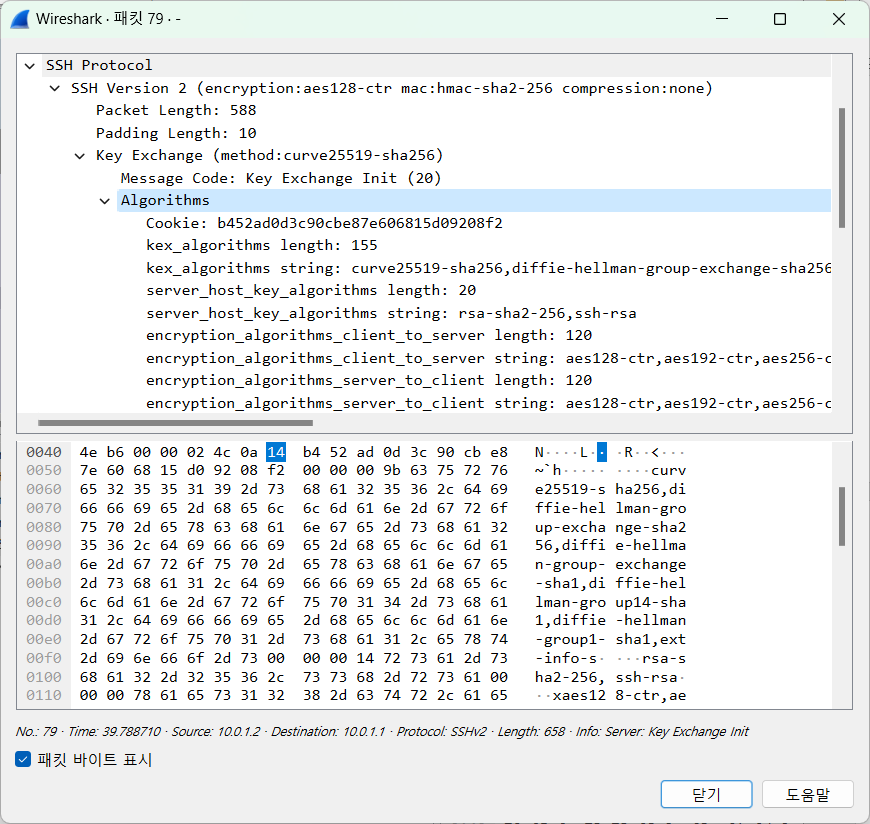 Wireshark · 패킷 79 · -
SSH Protocol
SSH Version 2 (encryption:aes128-ctr mac:hmac-sha2-256 compression:none)
Packet Length: 588
Padding Length: 10
Key Exchange (method:curve25519-sha256)
Message Code: Key Exchange Init (20)
Algorithms
Cookie: b452ad0d3c90cbe87e606815d09208f2
kex_algorithms length: 155
kex_algorithms string: curve25519-sha256,diffie-hellman-group-exchange-sha256
server_host_key_algorithms length: 20
server_host_key_algorithms string: rsa-sha2-256,ssh-rsa
encryption_algorithms_client_to_server length: 120
encryption_algorithms_client_to_server string: aes128-ctr,aes192-ctr,aes256-c
encryption_algorithms_server_to_client length: 120
encryption_algorithms_server_to_client string: aes128-ctr,aes192-ctr,aes256-c
0040 4e b6 00 00 02 4c 0a 14 b4 52 ad 0d 3c 90 cb e8 N····L·· ·R··<···
0050 7e 60 68 15 d0 92 08 f2 00 00 00 9b 63 75 72 76 ~`h····· ····curv
0060 65 32 35 35 31 39 2d 73 68 61 32 35 36 2c 64 69 e25519-s ha256,di
0070 66 66 69 65 2d 68 65 6c 6c 6d 61 6e 2d 67 72 6f ffie-hel lman-gro
0080 75 70 2d 65 78 63 68 61 6e 67 65 2d 73 68 61 32 up-excha nge-sha2
0090 35 36 2c 64 69 66 66 69 65 2d 68 65 6c 6c 6d 61 56,diffi e-hellma
00a0 6e 2d 67 72 6f 75 70 2d 65 78 63 68 61 6e 67 65 n-group- exchange
00b0 2d 73 68 61 31 2c 64 69 66 66 69 65 2d 68 65 6c -sha1,di ffie-hel
00c0 6c 6d 61 6e 2d 67 72 6f 75 70 31 34 2d 73 68 61 lman-gro up14-sha
00d0 31 2c 64 69 66 66 69 65 2d 68 65 6c 6c 6d 61 6e 1,diffie -hellman
00e0 2d 67 72 6f 75 70 31 2d 73 68 61 31 2c 65 78 74 -group1- sha1,ext
00f0 2d 69 6e 66 6f 2d 73 00 00 00 14 72 73 61 2d 73 -info-s· ···rsa-s
0100 68 61 32 2d 32 35 36 2c 73 73 68 2d 72 73 61 00 ha2-256, ssh-rsa·
0110 00 00 78 61 65 73 31 32 38 2d 63 74 72 2c 61 65 ··xaes12 8-ctr,ae
No.: 79 · Time: 39.788710 · Source: 10.0.1.2 · Destination: 10.0.1.1 · Protocol: SSHv2 · Length: 658 · Info: Server: Key Exchange Init
패킷 바이트 표시
닫기 도움말